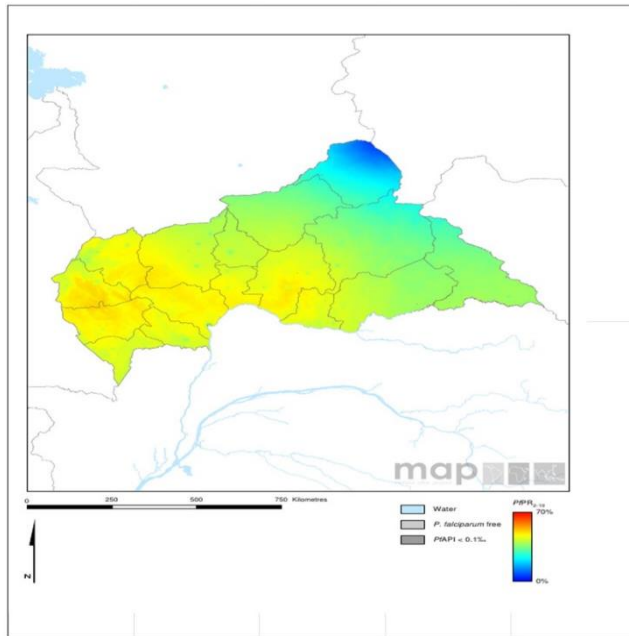 map
0 250 500 750 Kilometres
Water
P. falciparum free
PfAPI < 0.1‰
PfPR2-10
70%
0%
N